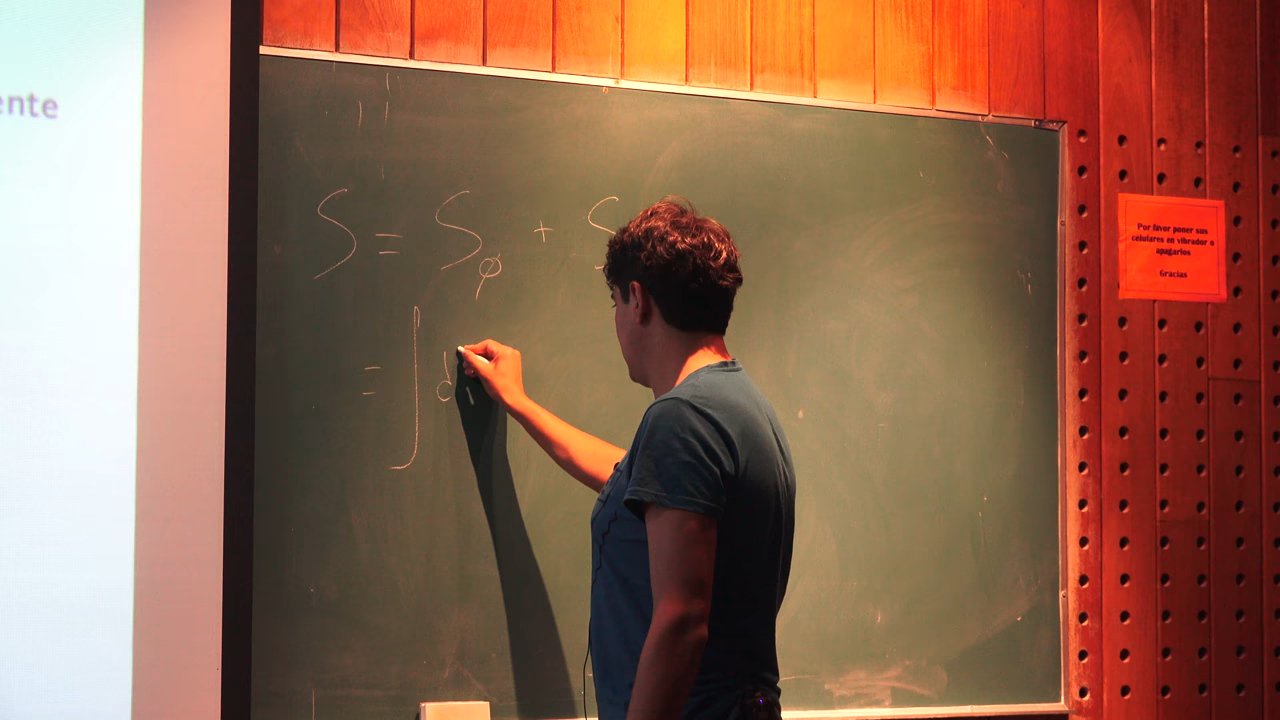 ente
S = S_φ + S
= ∫ d
Por favor poner sus
celulares en vibrador o
apagarlos
Gracias